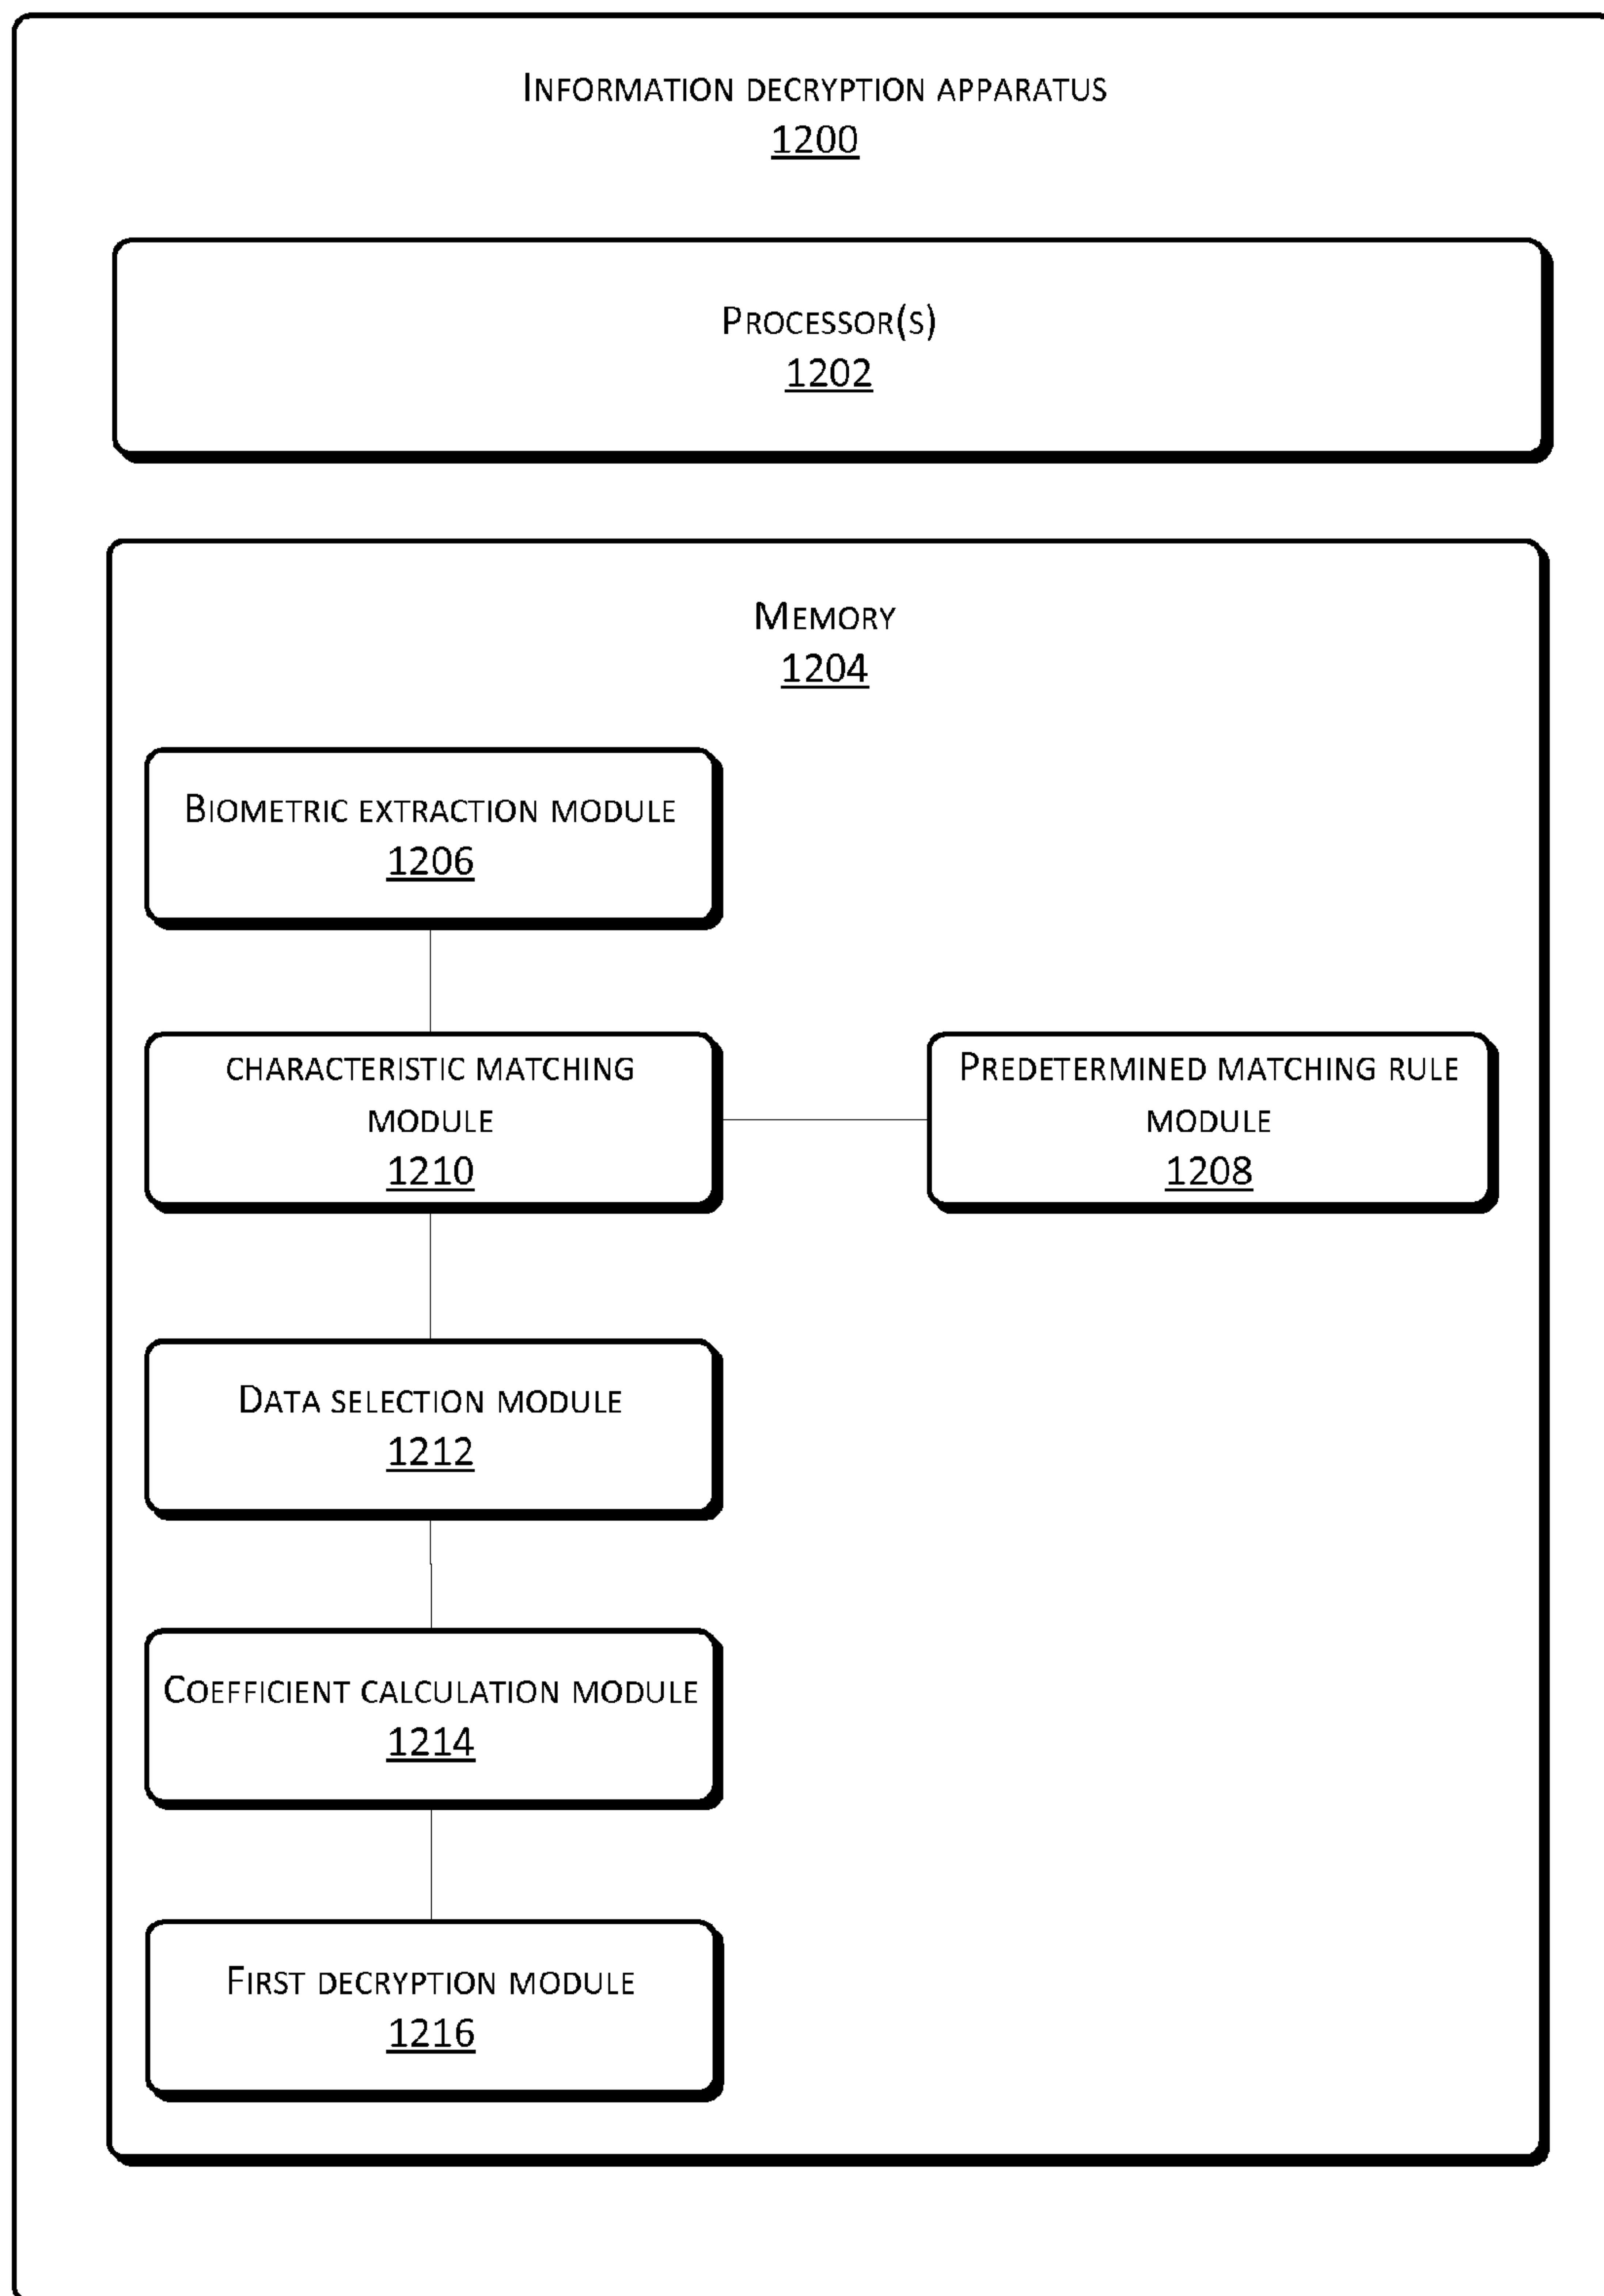 INFORMATION DECRYPTION APPARATUS
1200
PROCESSOR(S)
1202
MEMORY
1204
BIOMETRIC EXTRACTION MODULE
1206
CHARACTERISTIC MATCHING
MODULE
1210
PREDETERMINED MATCHING RULE
MODULE
1208
DATA SELECTION MODULE
1212
COEFFICIENT CALCULATION MODULE
1214
FIRST DECRYPTION MODULE
1216